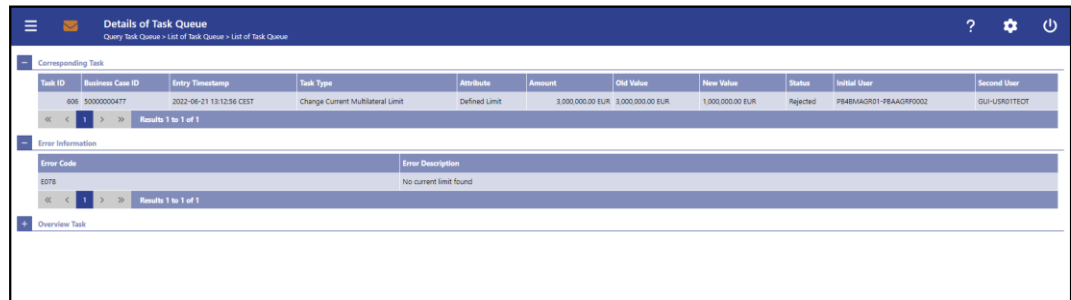 Details of Task Queue
Query Task Queue > List of Task Queue > List of Task Queue
?
Corresponding Task
Task ID Business Case ID Entry Timestamp Task Type Attribute Amount Old Value New Value Status Initial User Second User
606 50000000477 2022-06-21 13:12:56 CEST Change Current Multilateral Limit Defined Limit 3,000,000.00 EUR 3,000,000.00 EUR 1,000,000.00 EUR Rejected PB4BMAGR01-PBAAGRF0002 GUI-USR01TEOT
<< < 1 > >> Results 1 to 1 of 1
Error Information
Error Code Error Description
E078 No current limit found
<< < 1 > >> Results 1 to 1 of 1
Overview Task